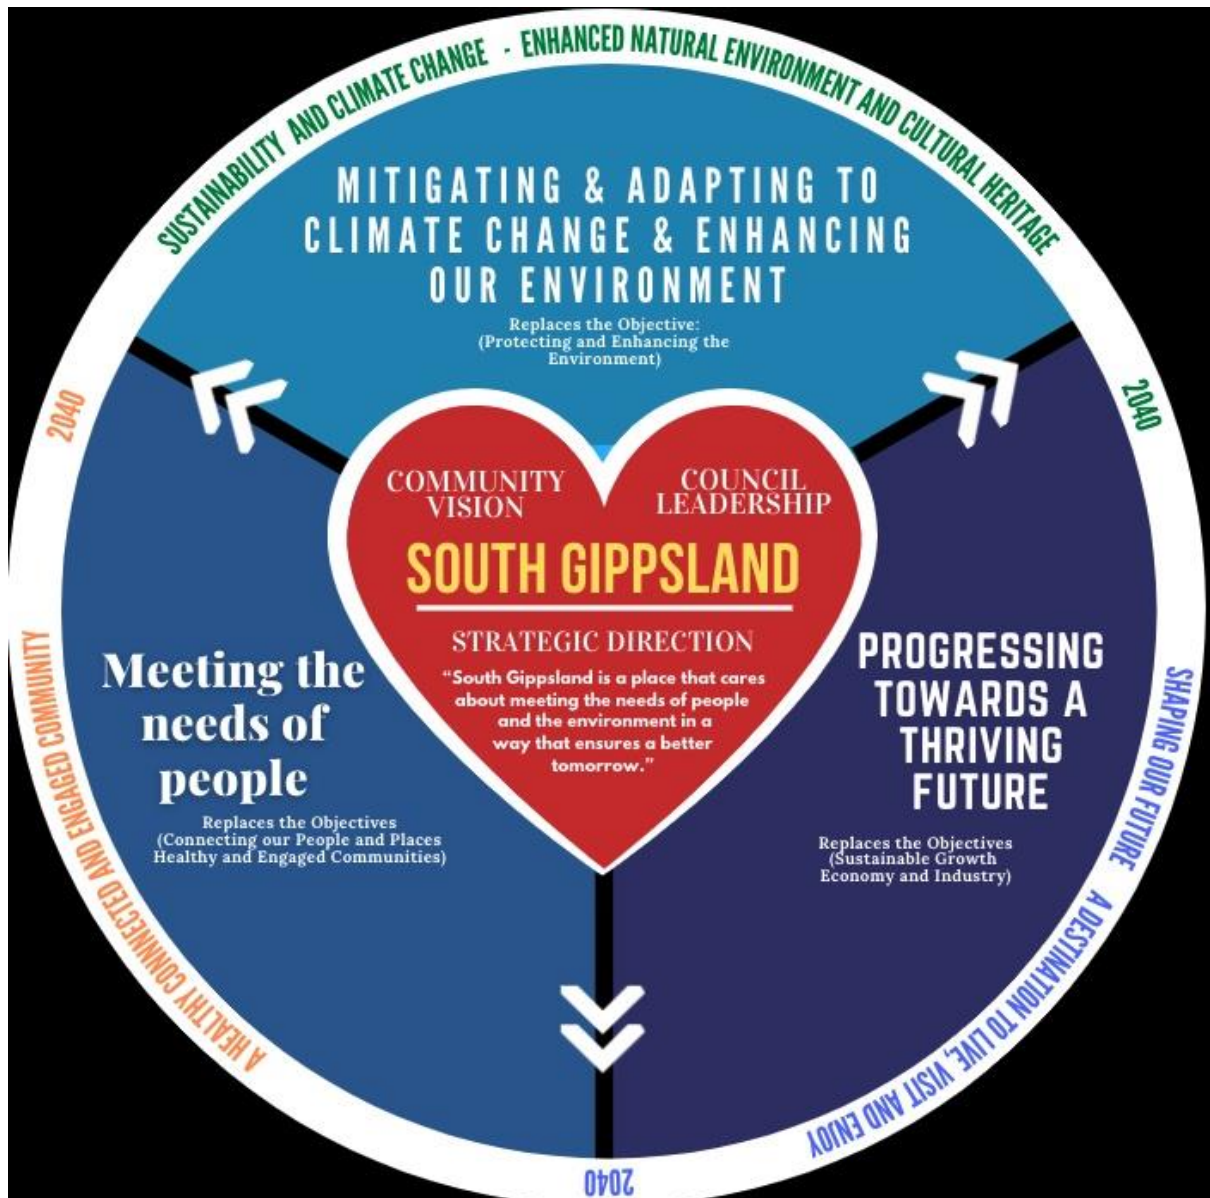 SUSTAINABILITY AND CLIMATE CHANGE - ENHANCED NATURAL ENVIRONMENT AND CULTURAL HERITAGE
MITIGATING & ADAPTING TO
CLIMATE CHANGE & ENHANCING
OUR ENVIRONMENT
Replaces the Objective:
(Protecting and Enhancing the
Environment)
2040
2040
COMMUNITY
VISION
COUNCIL
LEADERSHIP
SOUTH GIPPSLAND
STRATEGIC DIRECTION
“South Gippsland is a place that cares
about meeting the needs of people
and the environment in a
way that ensures a better
tomorrow.”
Meeting the
needs of
people
Replaces the Objectives
(Connecting our People and Places
Healthy and Engaged Communities)
PROGRESSING
TOWARDS A
THRIVING
FUTURE
Replaces the Objectives
(Sustainable Growth
Economy and Industry)
A HEALTHY CONNNECTED AND ENGAGED COMMUNITY
SHAPING OUR FUTURE A DESTINATION TO LIVE, VISIT AND ENJOY
2040